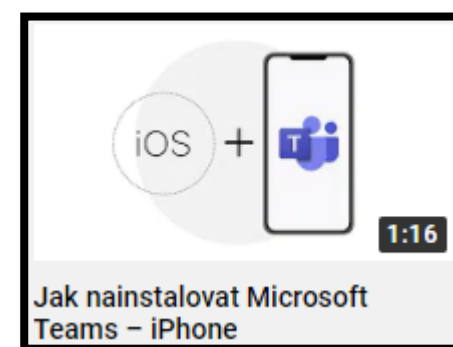 iOS +
T
1:16
Jak nainstalovat Microsoft
Teams – iPhone